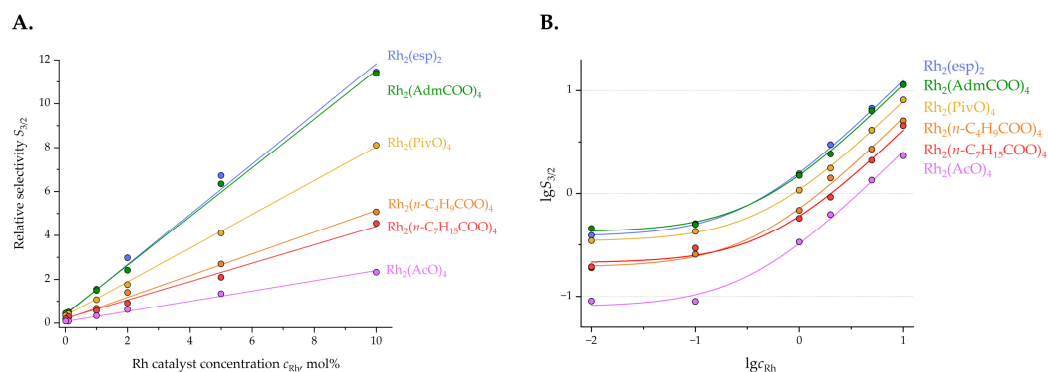 A.
Relative selectivity S3/2
12
10
8
6
4
2
0
0
2
4
6
8
10
Rh catalyst concentration cRh, mol%
Rh2(esp)2
Rh2(AdmCOO)4
Rh2(PivO)4
Rh2(n-C4H9COO)4
Rh2(n-C7H15COO)4
Rh2(AcO)4
B.
lgS3/2
1
0
−1
−2
−1
0
1
lgcRh
Rh2(esp)2
Rh2(AdmCOO)4
Rh2(PivO)4
Rh2(n-C4H9COO)4
Rh2(n-C7H15COO)4
Rh2(AcO)4